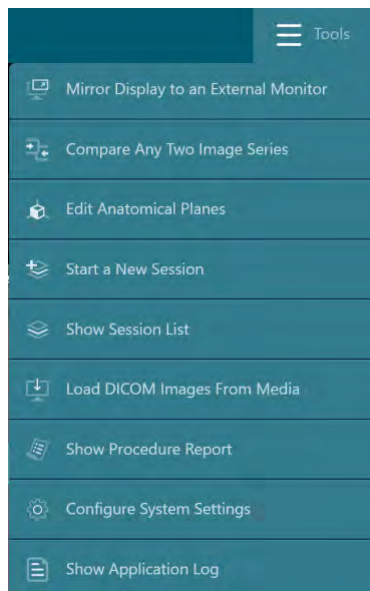 Tools
Mirror Display to an External Monitor
Compare Any Two Image Series
Edit Anatomical Planes
Start a New Session
Show Session List
Load DICOM Images From Media
Show Procedure Report
Configure System Settings
Show Application Log